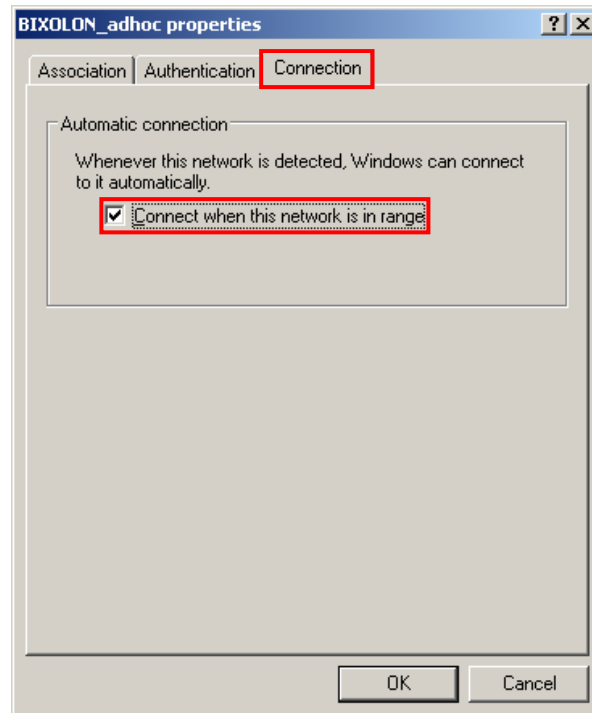 BIXOLON_adhoc properties
Association Authentication Connection
Automatic connection
Whenever this network is detected, Windows can connect
to it automatically.
Connect when this network is in range
OK Cancel